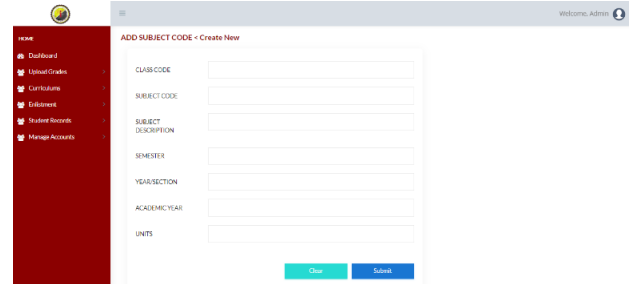 Welcome, Admin
HOME
ADD SUBJECT CODE < Create New
Dashboard
Upload Grades
Curriculums
Enlistment
Student Records
Manage Accounts
CLASS CODE
SUBJECT CODE
SUBJECT
DESCRIPTION
SEMESTER
YEAR/SECTION
ACADEMIC YEAR
UNITS
Clear
Submit